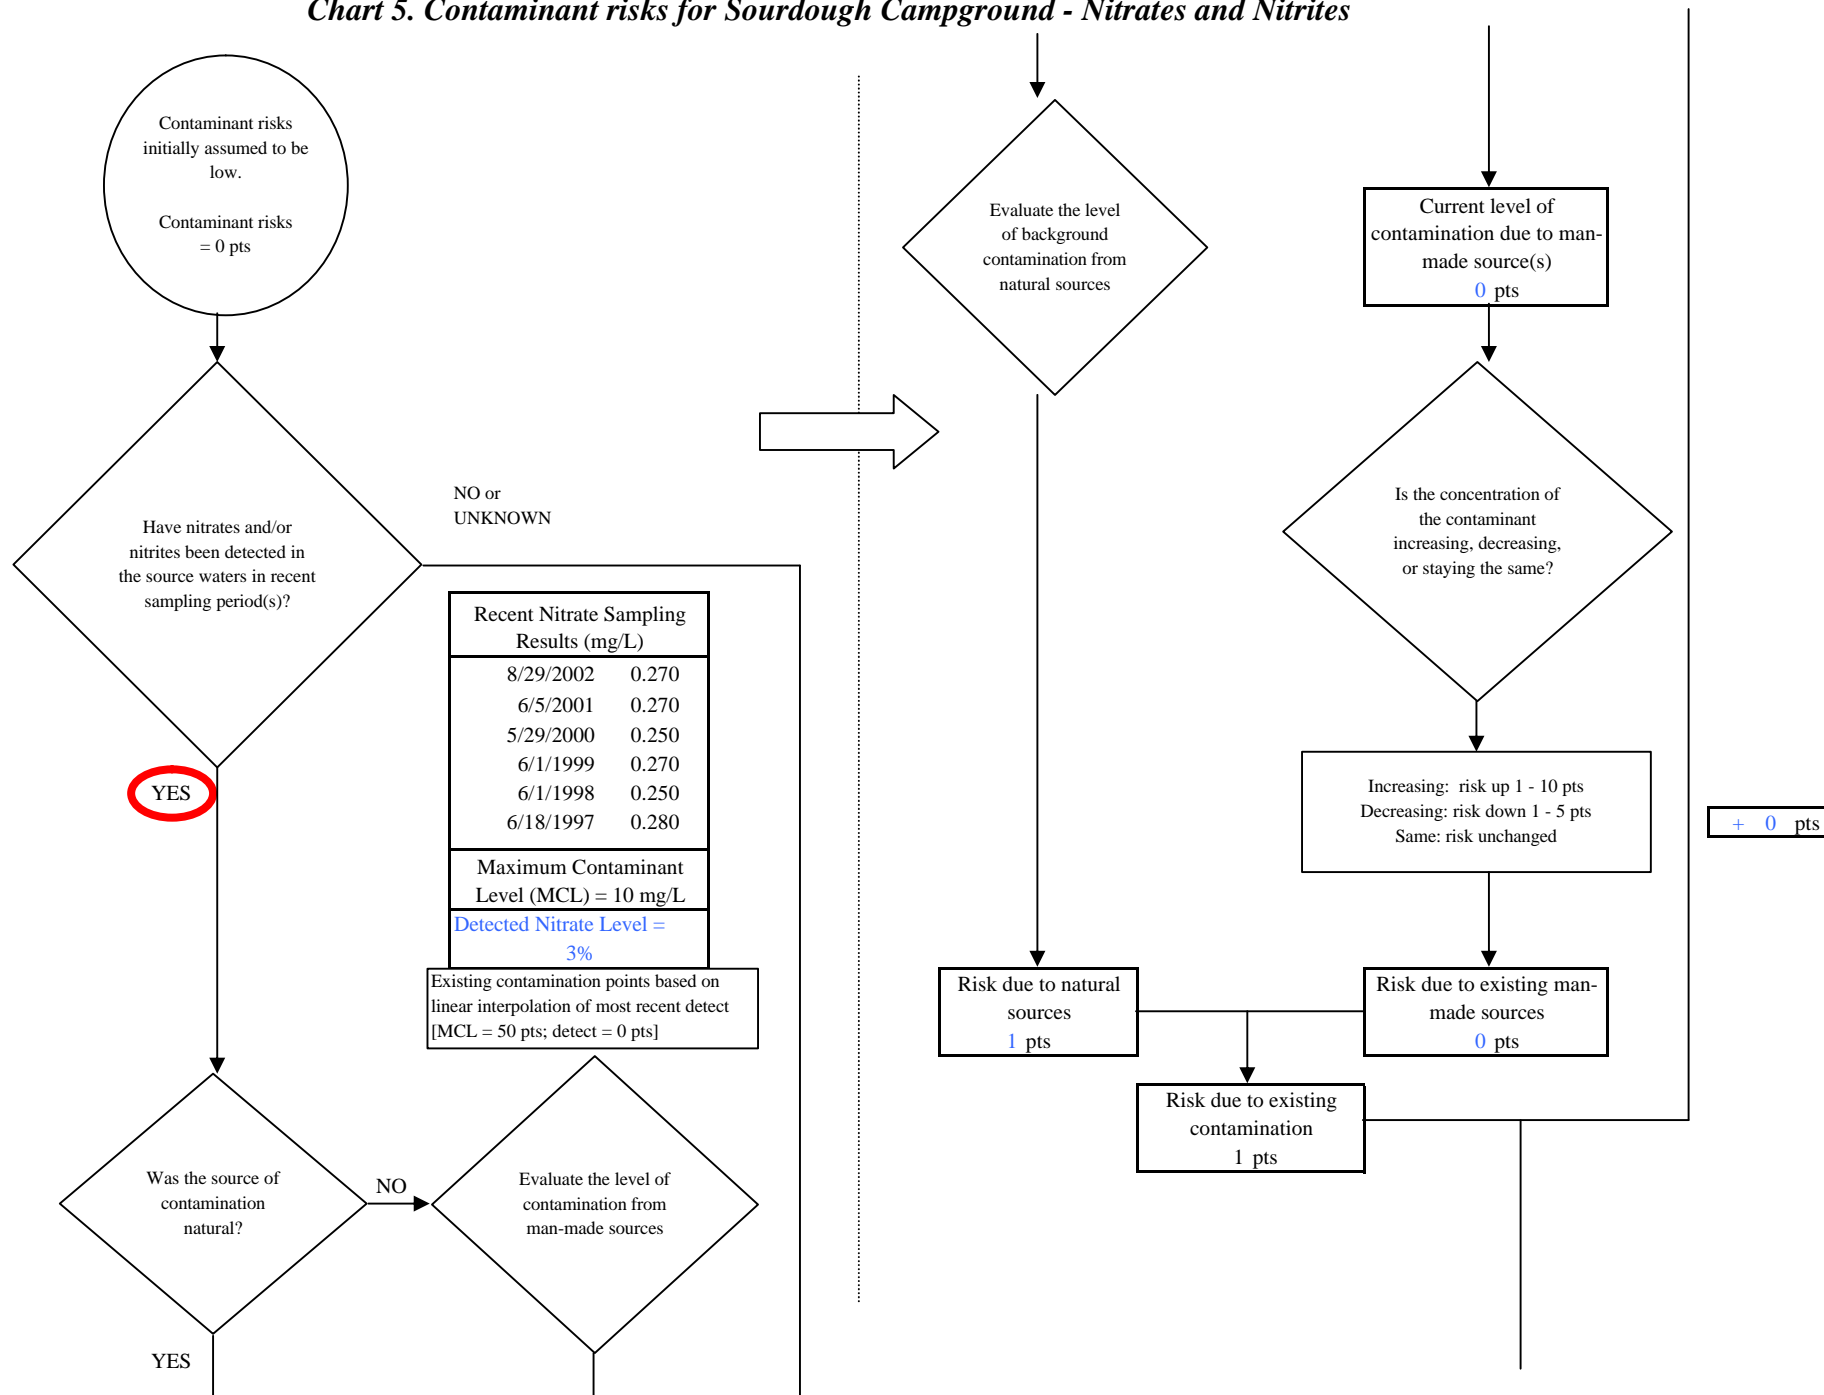 Chart 5. Contaminant risks for Sourdough Campground - Nitrates and Nitrites
Contaminant risks
initially assumed to be
low.
Contaminant risks
= 0 pts
Have nitrates and/or
nitrites been detected in
the source waters in recent
sampling period(s)?
NO or
UNKNOWN
YES
Recent Nitrate Sampling
Results (mg/L)
8/29/2002 0.270
6/5/2001 0.270
5/29/2000 0.250
6/1/1999 0.270
6/1/1998 0.250
6/18/1997 0.280
Maximum Contaminant
Level (MCL) = 10 mg/L
Detected Nitrate Level =
3%
Existing contamination points based on
linear interpolation of most recent detect
[MCL = 50 pts; detect = 0 pts]
Was the source of
contamination
natural?
NO
Evaluate the level of
contamination from
man-made sources
YES
Evaluate the level
of background
contamination from
natural sources
Current level of
contamination due to man-
made source(s)
0 pts
Is the concentration of
the contaminant
increasing, decreasing,
or staying the same?
Increasing: risk up 1 - 10 pts
Decreasing: risk down 1 - 5 pts
Same: risk unchanged
+ 0 pts
Risk due to natural
sources
1 pts
Risk due to existing man-
made sources
0 pts
Risk due to existing
contamination
1 pts